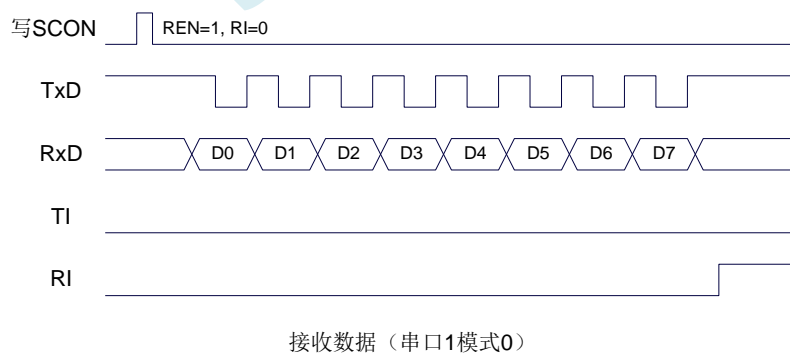 写SCON REN=1, RI=0
TxD
RxD D0 D1 D2 D3 D4 D5 D6 D7
TI
RI
接收数据（串口1模式0）